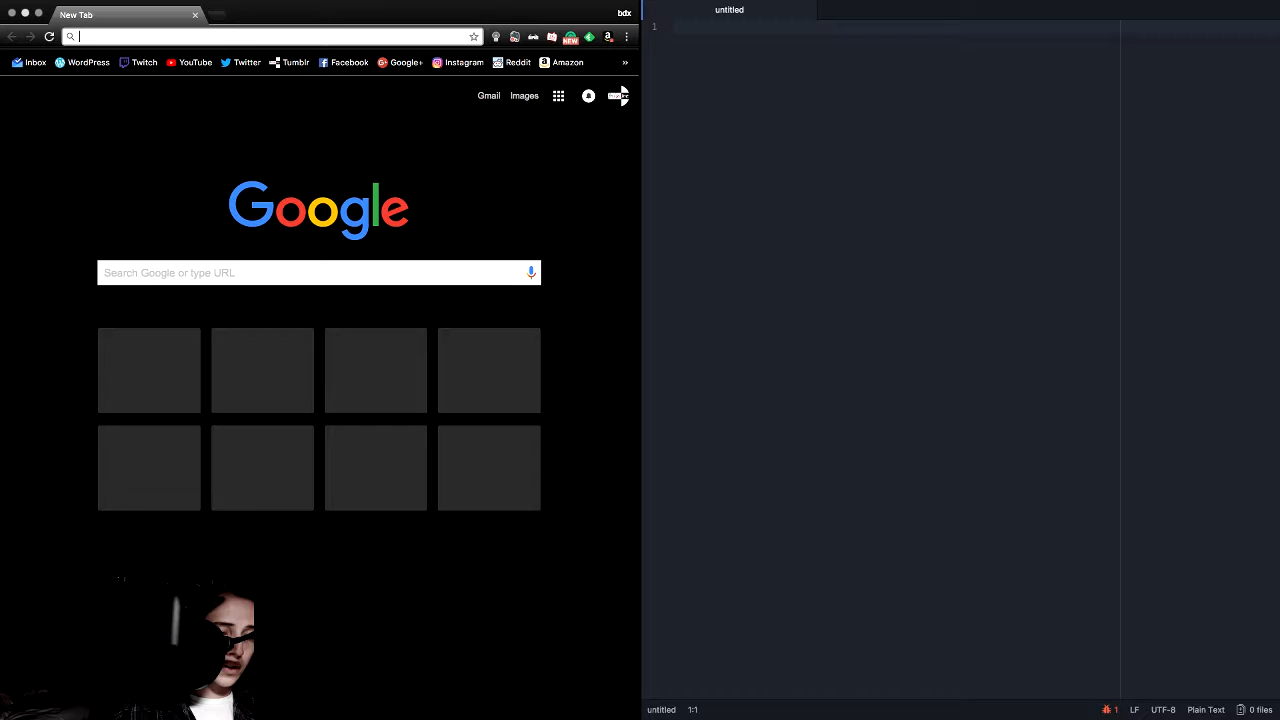 New Tab
bdx
Inbox WordPress Twitch YouTube Twitter Tumblr Facebook Google+ Instagram Reddit Amazon »
Gmail Images
Google
Search Google or type URL
untitled
1
untitled 1:1
1 LF UTF-8 Plain Text 0 files
NEW